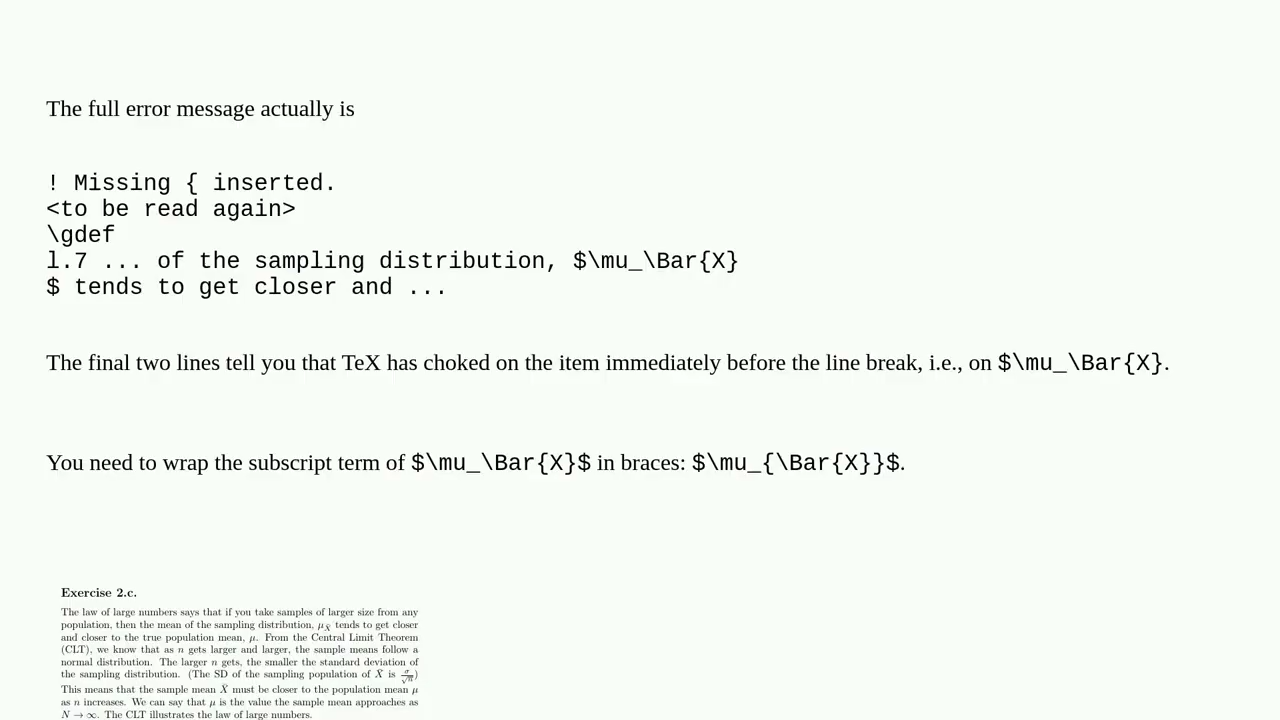 The full error message actually is
! Missing { inserted.
<to be read again>
\gdef
l.7 ... of the sampling distribution, $\mu_\Bar{X}
$ tends to get closer and ...
The final two lines tell you that TeX has choked on the item immediately before the line break, i.e., on $\mu_\Bar{X}.
You need to wrap the subscript term of $\mu_\Bar{X}$ in braces: $\mu_{\Bar{X}}$.
Exercise 2.c.
The law of large numbers says that if you take samples of larger size from any
population, then the mean of the sampling distribution, μ_X̄ tends to get closer
and closer to the true population mean, μ. From the Central Limit Theorem
(CLT), we know that as n gets larger and larger, the sample means follow a
normal distribution. The larger n gets, the smaller the standard deviation of
the sampling distribution. (The SD of the sampling population of X̄ is σ/√n)
This means that the sample mean X̄ must be closer to the population mean μ
as n increases. We can say that μ is the value the sample mean approaches as
N → ∞. The CLT illustrates the law of large numbers.